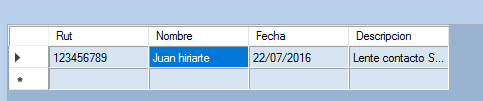 Rut Nombre Fecha Descripcion
123456789 Juan hiriarte 22/07/2016 Lente contacto S...
*